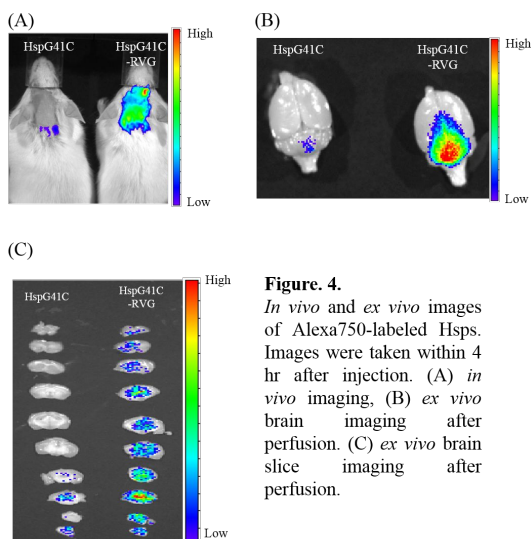 (A)
HspG41C
HspG41C
-RVG
High
Low
(B)
HspG41C
HspG41C
-RVG
High
Low
(C)
HspG41C
HspG41C
-RVG
High
Low
Figure. 4.
In vivo and ex vivo images
of Alexa750-labeled Hsps.
Images were taken within 4
hr after injection. (A) in
vivo imaging, (B) ex vivo
brain imaging after
perfusion. (C) ex vivo brain
slice imaging after
perfusion.